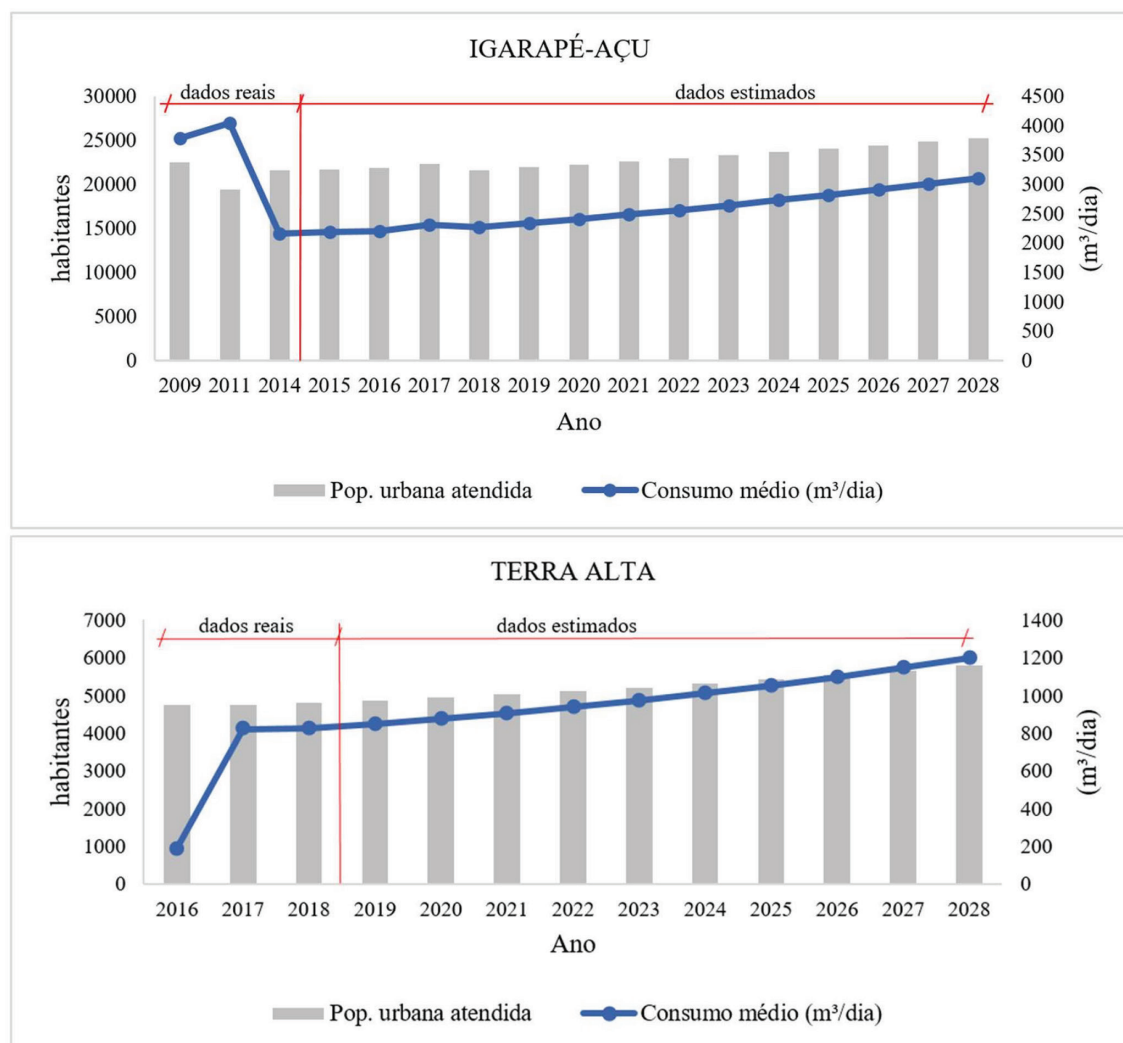 IGARAPÉ-AÇU
dados reais
dados estimados
30000
25000
20000
15000
10000
5000
0
habitantes
4500
4000
3500
3000
2500
2000
1500
1000
500
0
(m³/dia)
2009 2011 2014 2015 2016 2017 2018 2019 2020 2021 2022 2023 2024 2025 2026 2027 2028
Ano
Pop. urbana atendida Consumo médio (m³/dia)
TERRA ALTA
dados reais
dados estimados
7000
6000
5000
4000
3000
2000
1000
0
habitantes
1400
1200
1000
800
600
400
200
0
(m³/dia)
2016 2017 2018 2019 2020 2021 2022 2023 2024 2025 2026 2027 2028
Ano
Pop. urbana atendida Consumo médio (m³/dia)